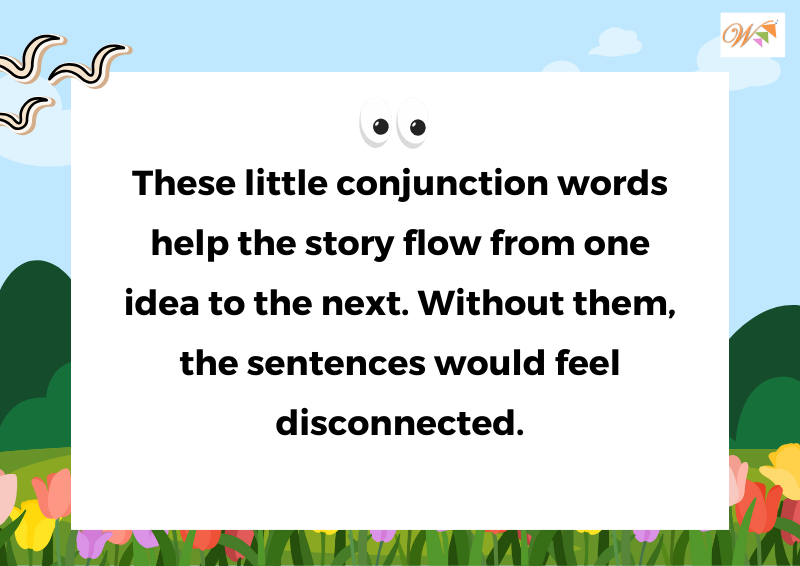 W
These little conjunction words
help the story flow from one
idea to the next. Without them,
the sentences would feel
disconnected.